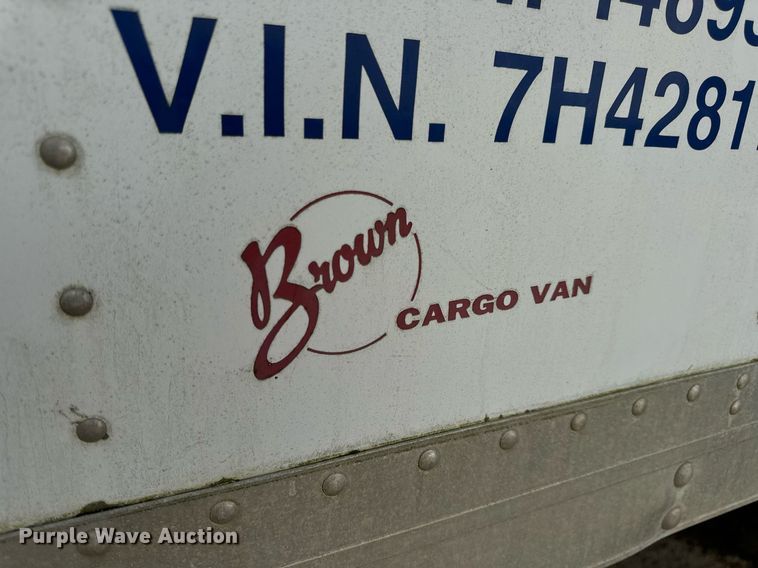 V.I.N. 7H4281
Brown
CARGO VAN
Purple Wave Auction